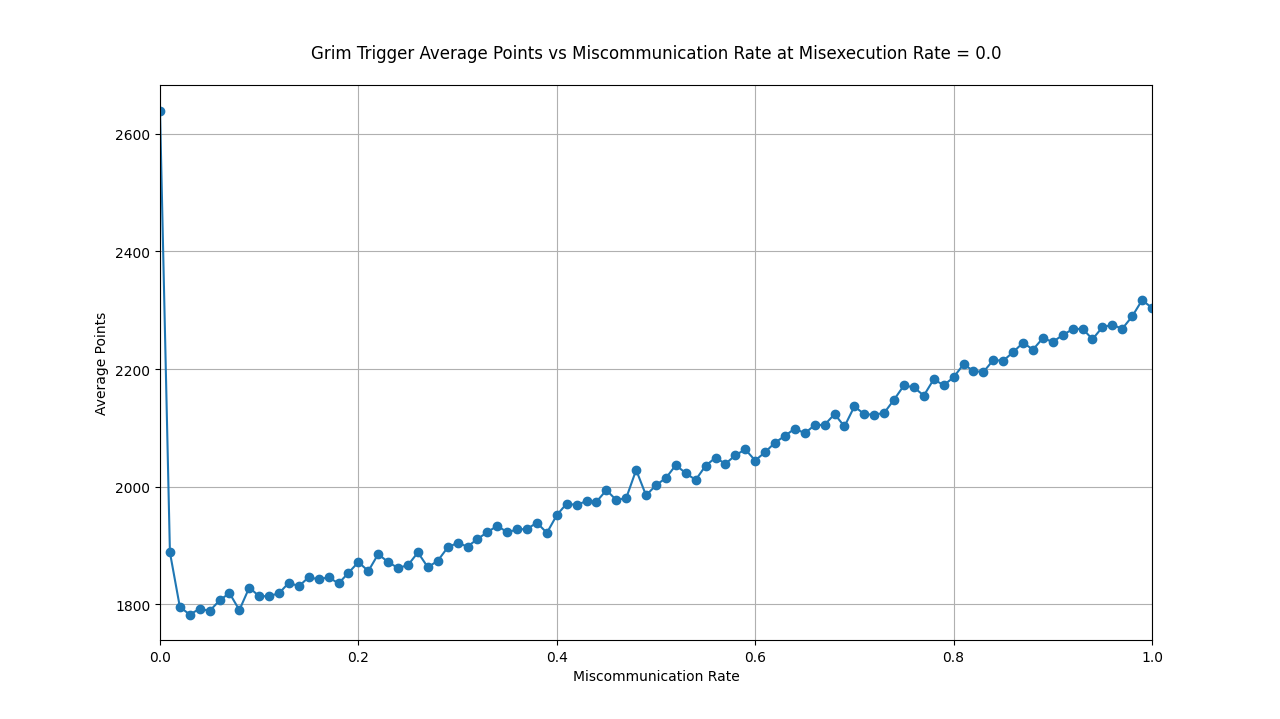 Grim Trigger Average Points vs Miscommunication Rate at Misexecution Rate = 0.0
Average Points
2600
2400
2200
2000
1800
0.0 0.2 0.4 0.6 0.8 1.0
Miscommunication Rate